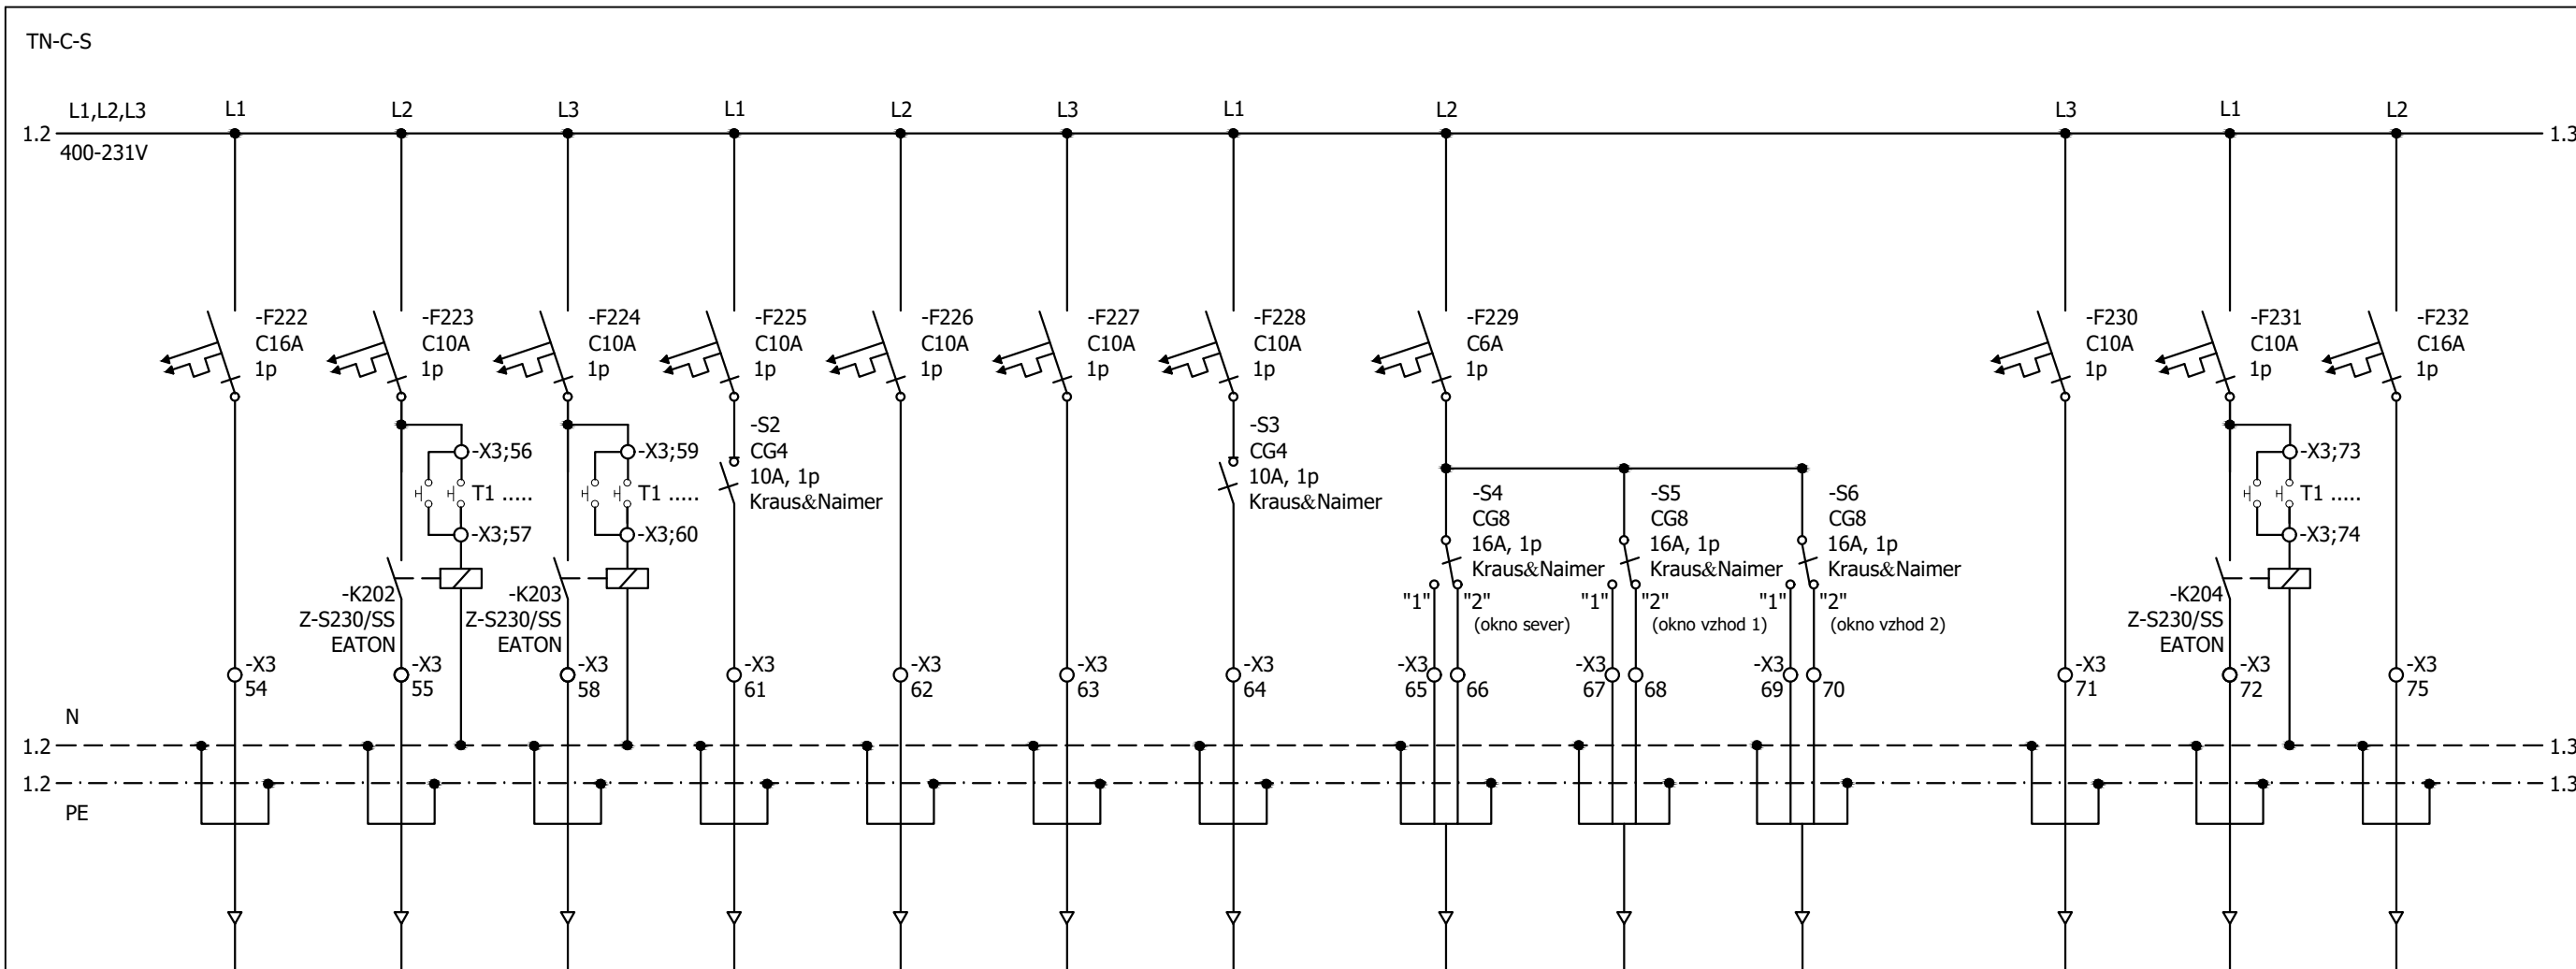 TN-C-S
L1,L2,L3 L1 L2 L3 L1 L2 L3 L1 L2 L3 L1 L2
1.2 1.3
400-231V
-F222 -F223 -F224 -F225 -F226 -F227 -F228 -F229 -F230 -F231 -F232
C16A C10A C10A C10A C10A C10A C10A C6A C10A C10A C16A
1p 1p 1p 1p 1p 1p 1p 1p 1p 1p 1p
-S2 -S3
-X3;56 -X3;59 CG4 CG4 -X3;73
10A, 1p 10A, 1p
T1 ..... T1 ..... Kraus&Naimer Kraus&Naimer -S4 -S5 -S6 T1 .....
CG8 CG8 CG8
-X3;57 -X3;60 16A, 1p 16A, 1p 16A, 1p -X3;74
Kraus&Naimer Kraus&Naimer Kraus&Naimer
-K202 -K203 "1" "2" "1" "2" "1" "2" -K204
Z-S230/SS Z-S230/SS (okno sever) (okno vzhod 1) (okno vzhod 2) Z-S230/SS
EATON EATON EATON
-X3 -X3 -X3 -X3 -X3 -X3 -X3 -X3 -X3 -X3 -X3 -X3 -X3
54 55 58 61 62 63 64 65 66 67 68 69 70 71 72 75
N
1.2 1.3
1.2 1.3
PE